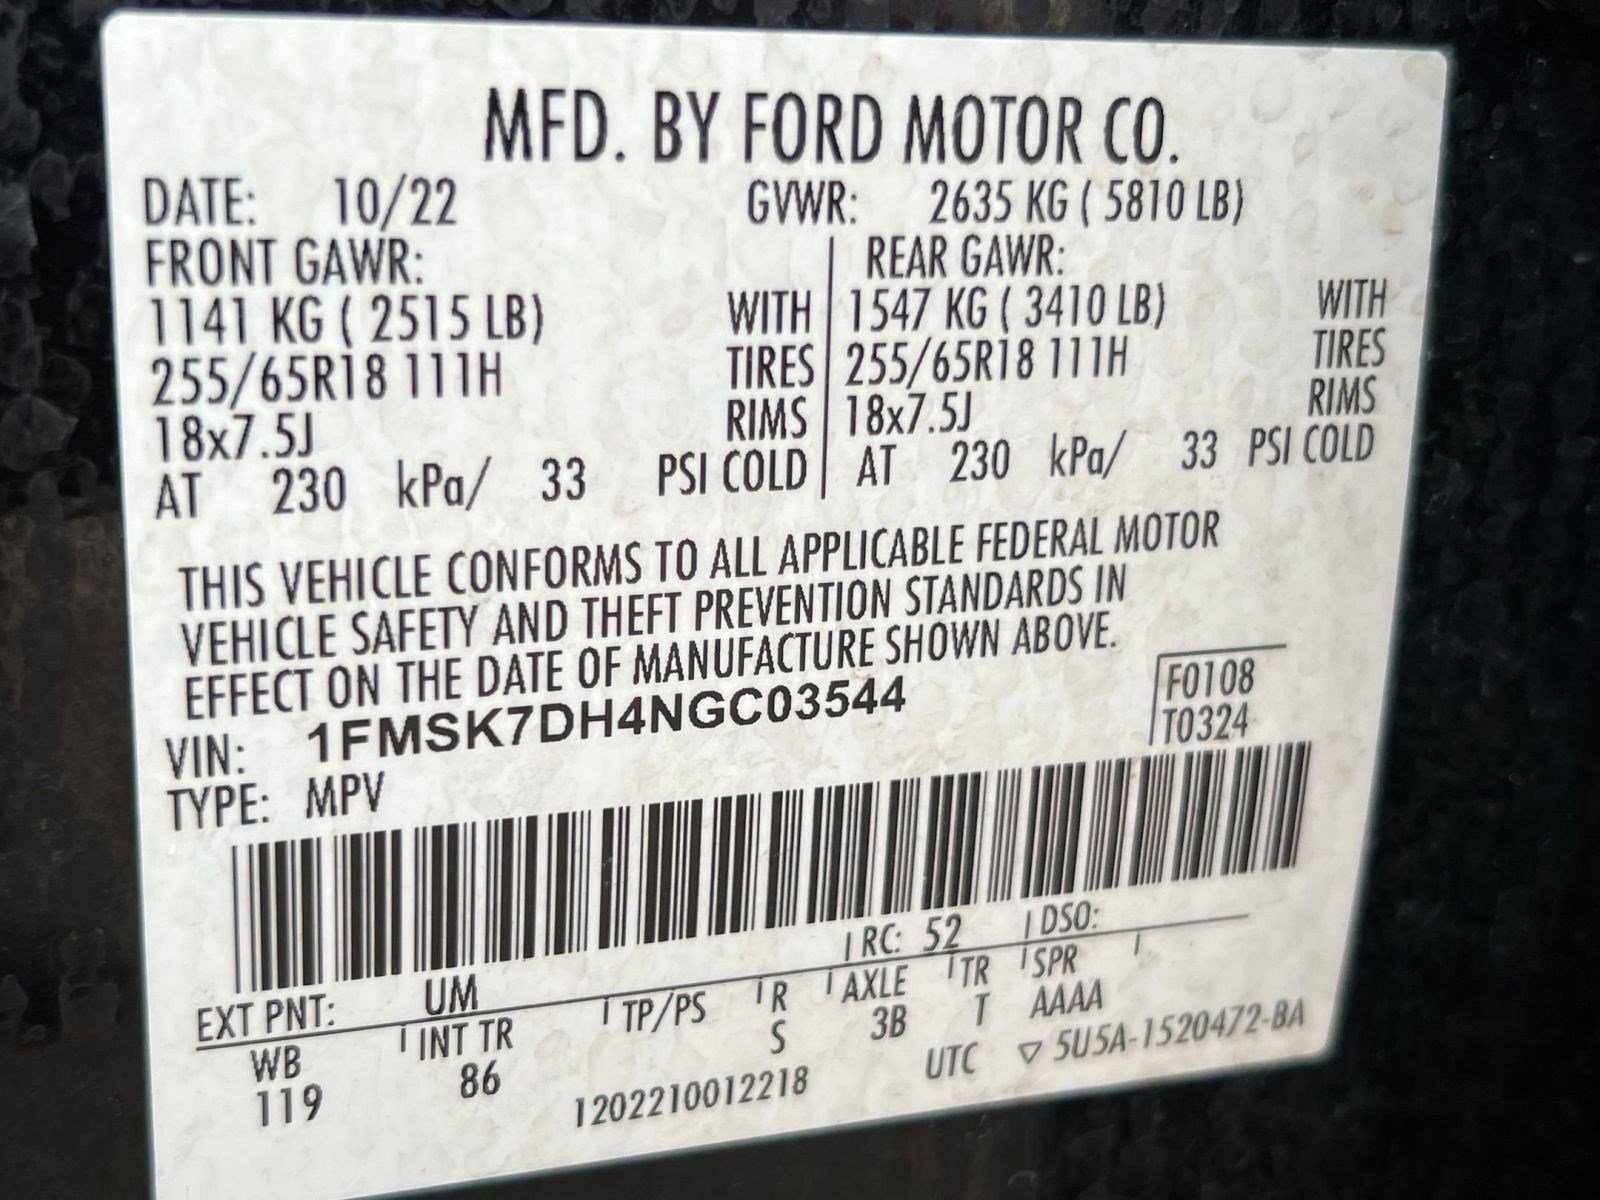 MFD. BY FORD MOTOR CO.
DATE: 10/22 GVWR: 2635 KG ( 5810 LB)
FRONT GAWR: REAR GAWR:
1141 KG ( 2515 LB) WITH 1547 KG ( 3410 LB) WITH
255/65R18 111H TIRES 255/65R18 111H TIRES
18x7.5J RIMS 18x7.5J RIMS
AT 230 kPa/ 33 PSI COLD AT 230 kPa/ 33 PSI COLD
THIS VEHICLE CONFORMS TO ALL APPLICABLE FEDERAL MOTOR
VEHICLE SAFETY AND THEFT PREVENTION STANDARDS IN
EFFECT ON THE DATE OF MANUFACTURE SHOWN ABOVE.
VIN: 1FMSK7DH4NGC03544 F0108
TYPE: MPV T0324
EXT PNT: UM RC: 52 DSO:
WB INT TR TP/PS R AXLE TR SPR
119 86 S 3B T AAAA
1202210012218 UTC ▽ 5U5A-1520472-BA